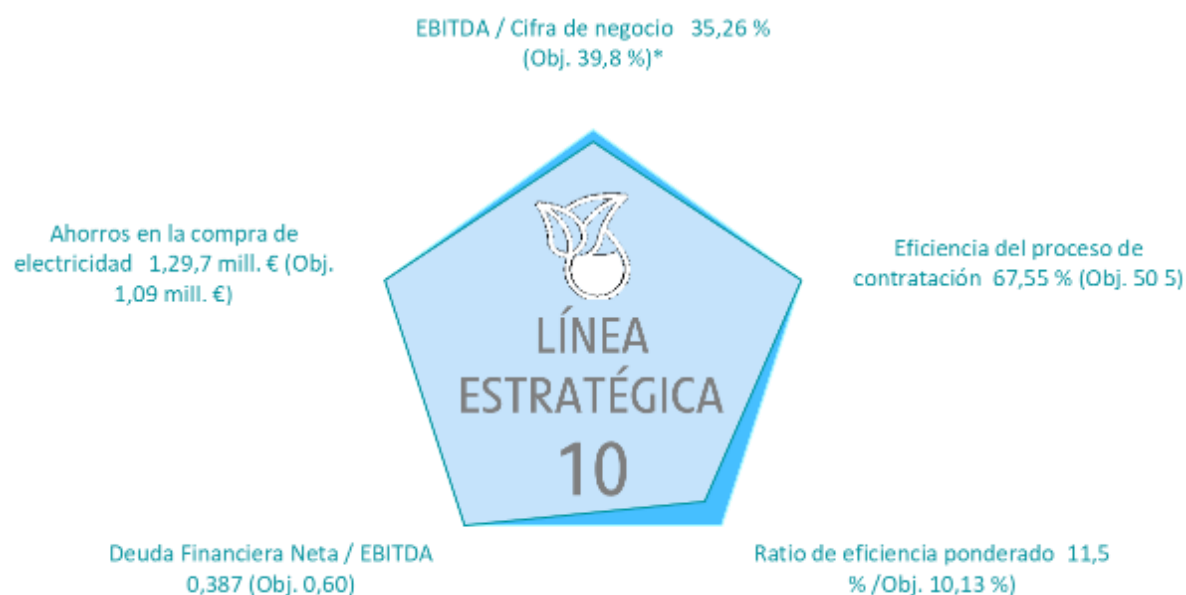 EBITDA / Cifra de negocio 35,26 %
(Obj. 39,8 %)*
Ahorros en la compra de
electricidad 1,29,7 mill. € (Obj.
1,09 mill. €)
Eficiencia del proceso de
contratación 67,55 % (Obj. 50 5)
LÍNEA
ESTRATÉGICA
10
Deuda Financiera Neta / EBITDA
0,387 (Obj. 0,60)
Ratio de eficiencia ponderado 11,5
% /Obj. 10,13 %)